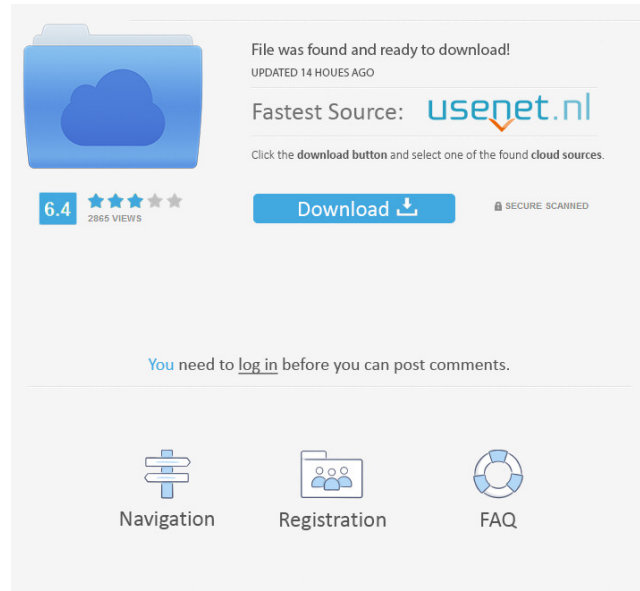 File was found and ready to download!
UPDATED 14 HOUES AGO
Fastest Source: usenet.nl
Click the download button and select one of the found cloud sources.
6.4
2865 VIEWS
Download
SECURE SCANNED
You need to log in before you can post comments.
Navigation
Registration
FAQ